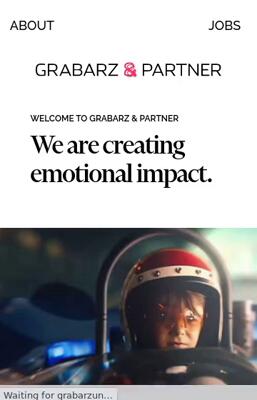 ABOUT JOBS
GRABARZ & PARTNER
WELCOME TO GRABARZ & PARTNER
We are creating
emotional impact.
Waiting for grabarzun...